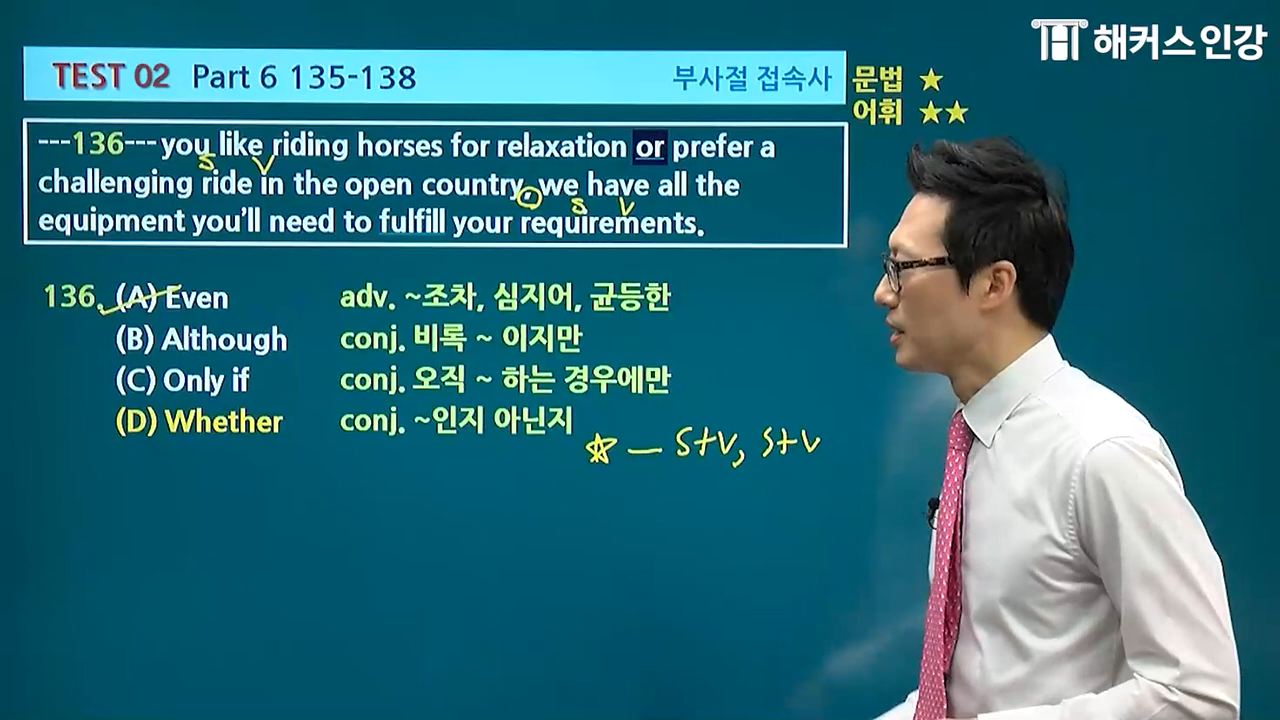 해커스인강
TEST 02 Part 6 135-138 부사절 접속사
문법 ★
어휘 ★★
---136--- you like riding horses for relaxation or prefer a
challenging ride in the open country, we have all the
equipment you'll need to fulfill your requirements.
s v
s v
136. (A) Even adv. ~조차, 심지어, 균등한
(B) Although conj. 비록 ~ 이지만
(C) Only if conj. 오직 ~ 하는 경우에만
(D) Whether conj. ~인지 아닌지
☆ — S+V, S+V